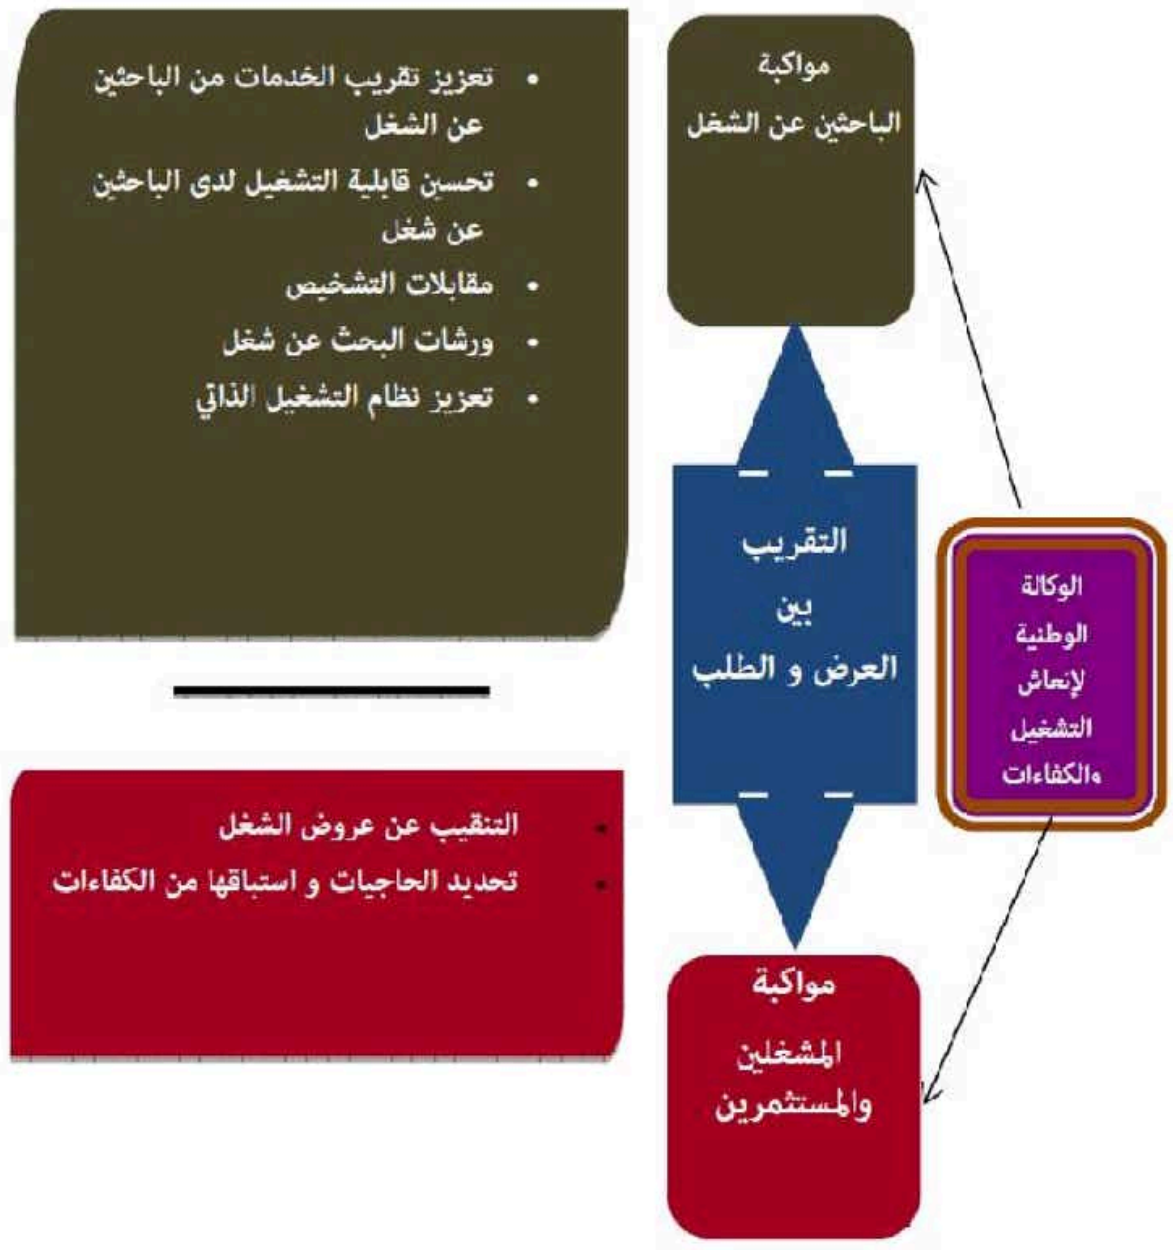 مواكبة
الباحثين عن الشغل
• تعزيز تقريب الخدمات من الباحثين
عن الشغل
• تحسين قابلية التشغيل لدى الباحثين
عن شغل
• مقابلات التشخيص
• ورشات البحث عن شغل
• تعزيز نظام التشغيل الذاتي
الوكالة
الوطنية
لإنعاش
التشغيل
والكفاءات
التقريب
بين
العرض و الطلب
مواكبة
المشغلين
والمستثمرين
• التنقيب عن عروض الشغل
• تحديد الحاجيات و استباقها من الكفاءات